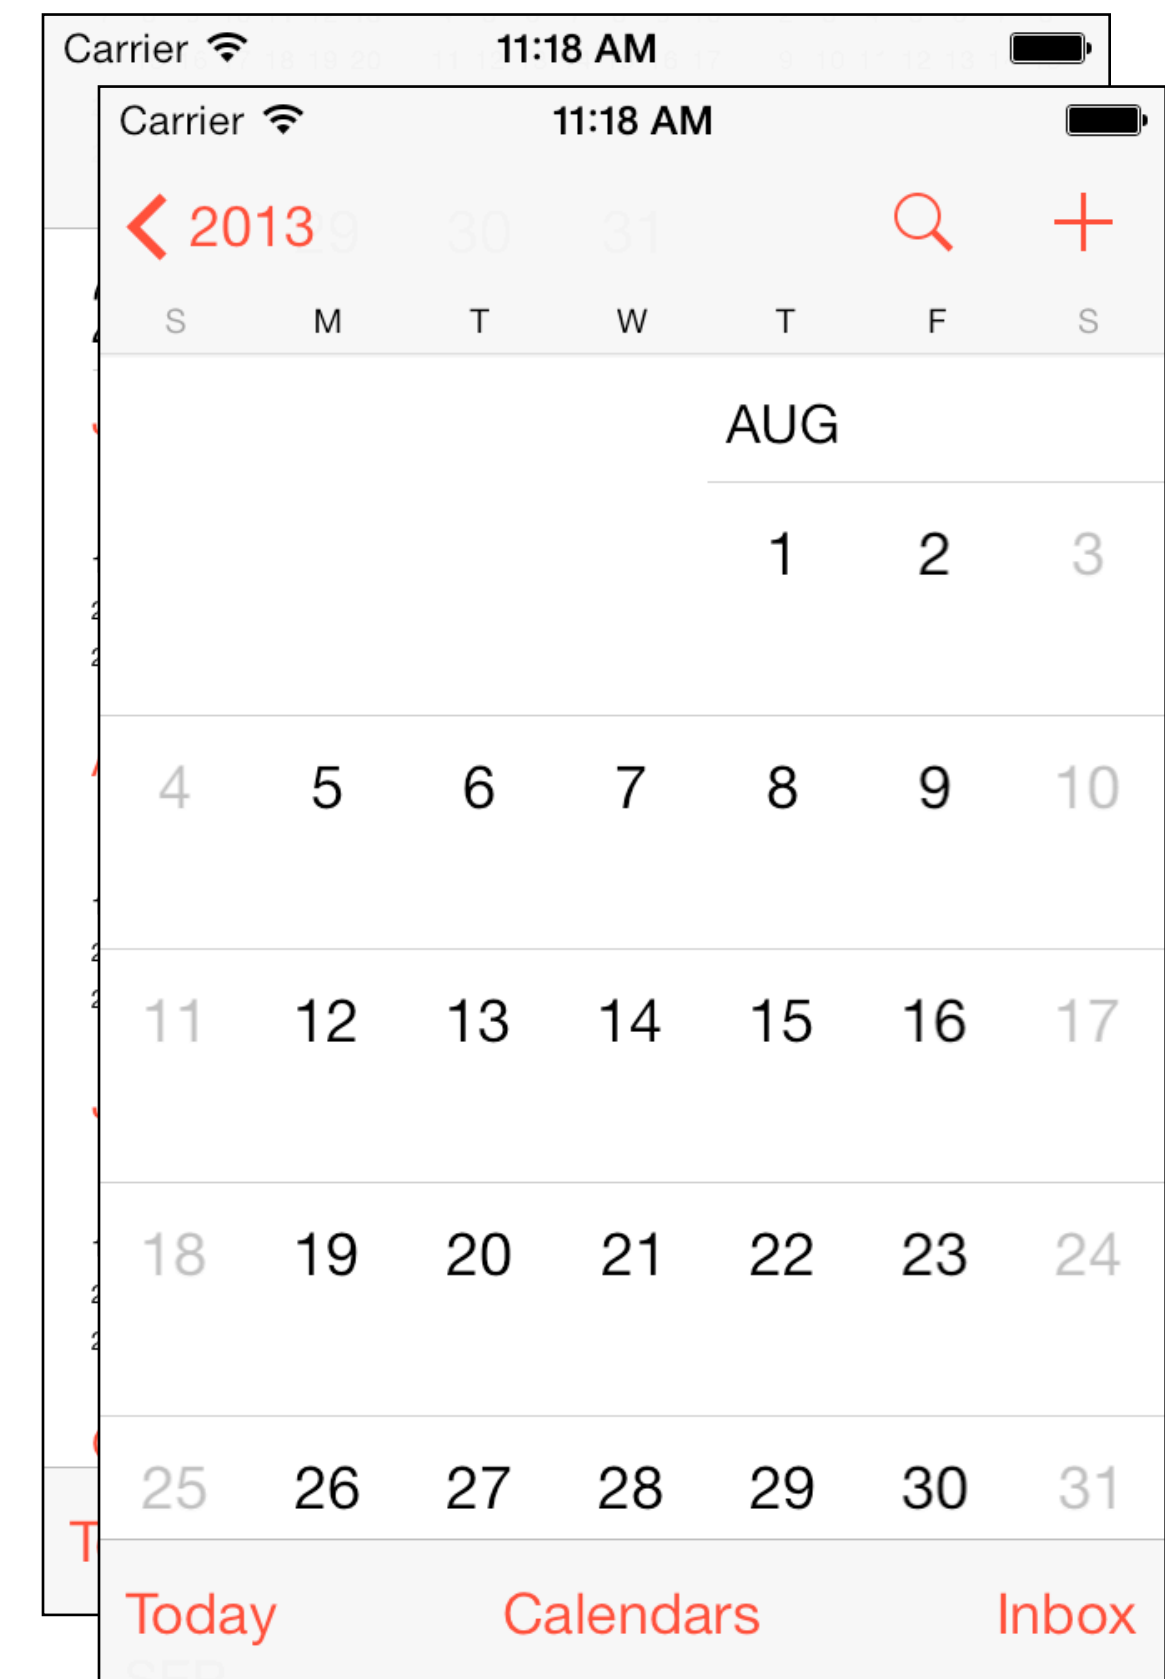 Carrier 11:18 AM
Carrier 11:18 AM
2013
S M T W T F S
AUG
1 2 3
4 5 6 7 8 9 10
11 12 13 14 15 16 17
18 19 20 21 22 23 24
25 26 27 28 29 30 31
Today Calendars Inbox